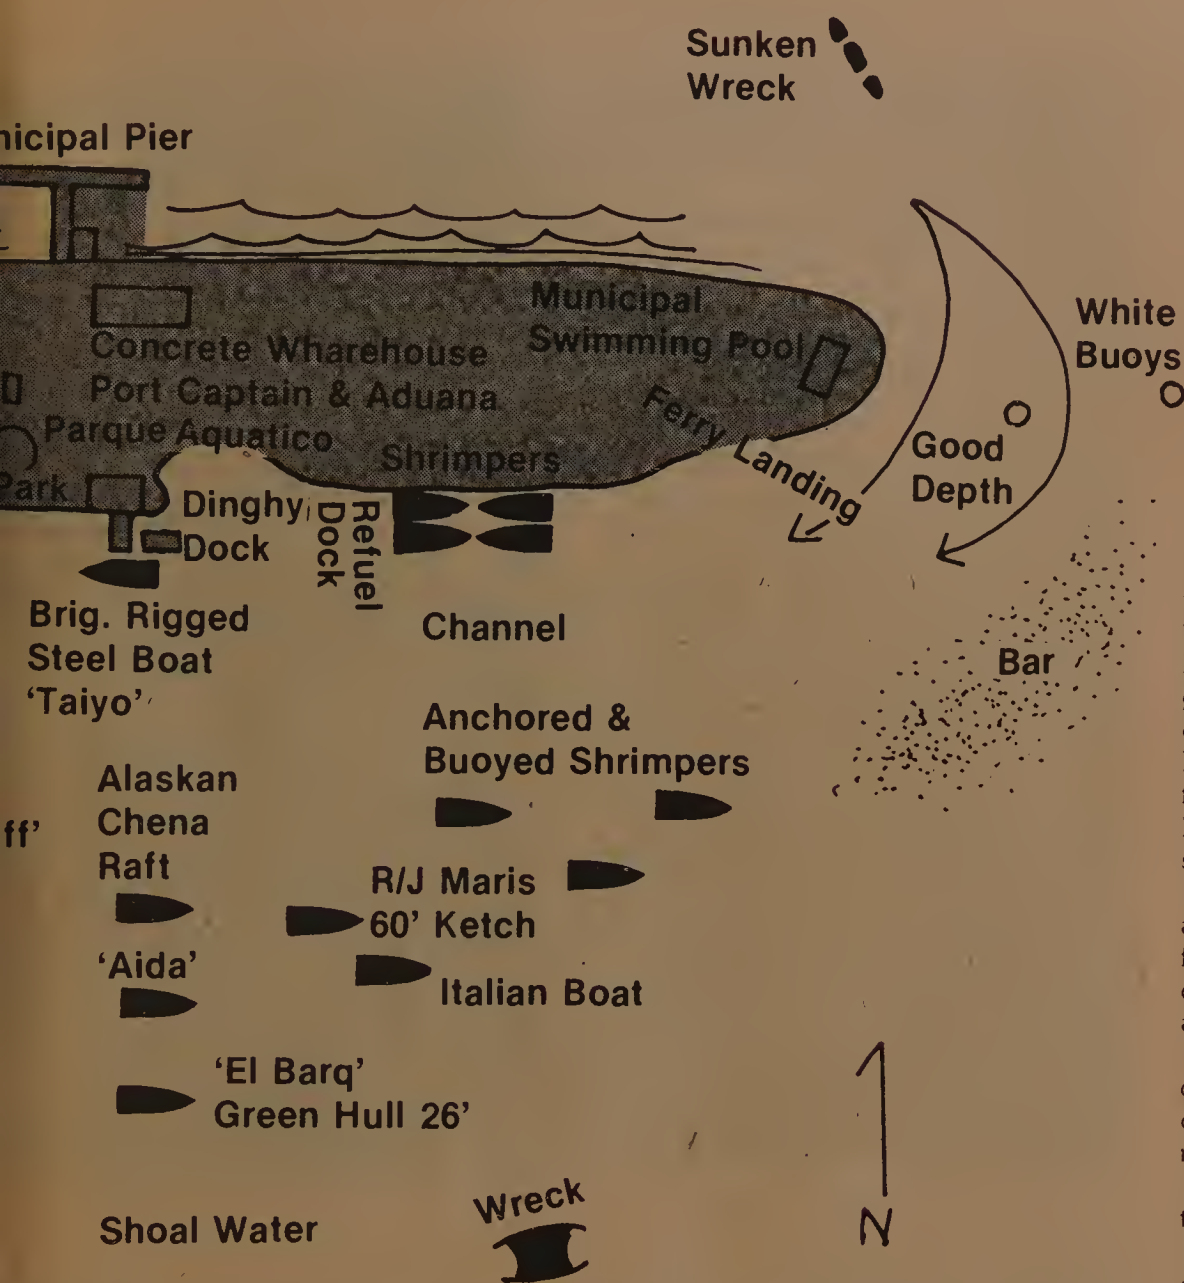 Sunken
Wreck
nicipal Pier
White
Buoys
Municipal
Swimming Pool
Concrete Wharehouse
Port Captain & Aduana
Parque Aquatico
Park
Shrimpers
Ferry Landing
Good
Depth
Dinghy
Dock
Refuel
Dock
Brig. Rigged
Steel Boat
‘Taiyo’
Channel
Bar
Anchored &
Buoyed Shrimpers
Alaskan
Chena
Raft
ff’
R/J Maris
60’ Ketch
‘Aida’
Italian Boat
‘El Barq’
Green Hull 26’
Wreck
Shoal Water
N